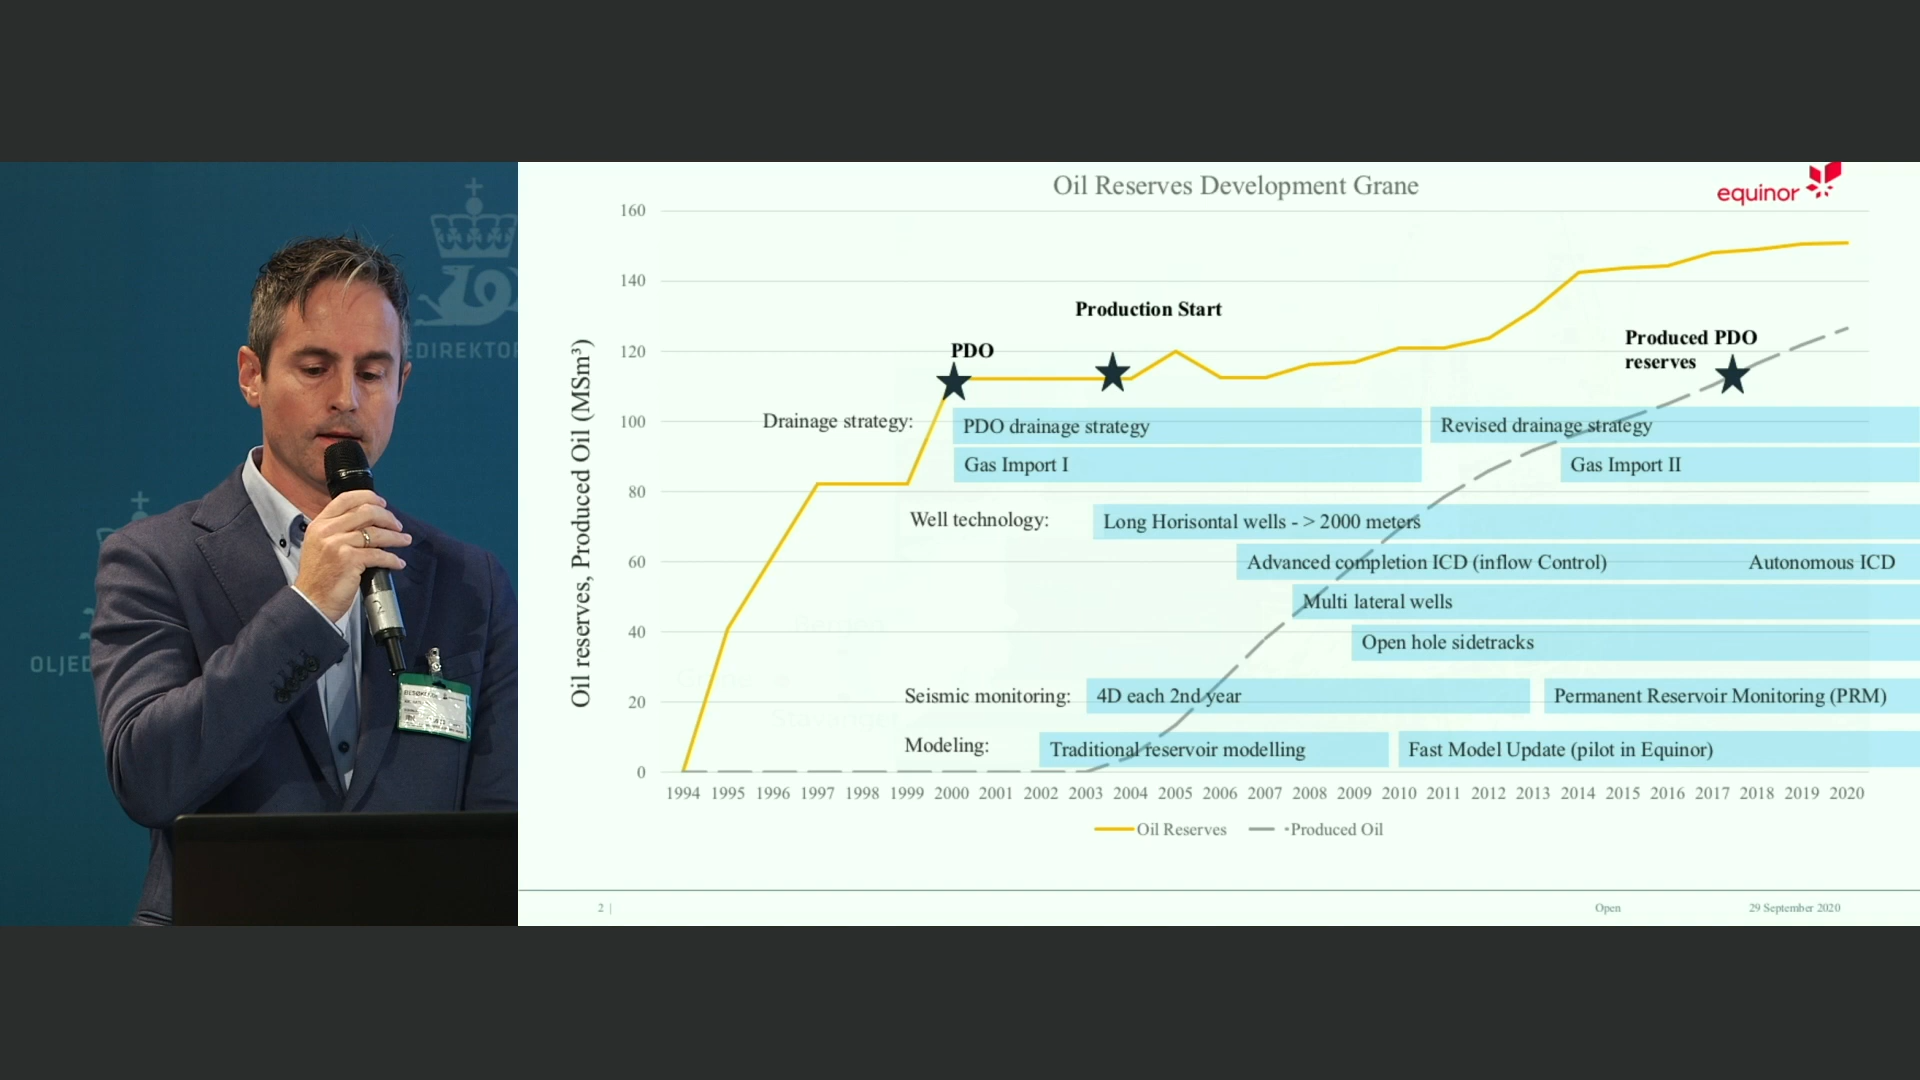 EDIREKTOR
OLJED
Oil Reserves Development Grane
equinor
Oil reserves, Produced Oil (MSm³)
160
140
120
100
80
60
40
20
0
PDO
Production Start
Produced PDO
reserves
Drainage strategy:
PDO drainage strategy
Revised drainage strategy
Gas Import I
Gas Import II
Well technology:
Long Horisontal wells - > 2000 meters
Advanced completion ICD (inflow Control)
Autonomous ICD
Multi lateral wells
Open hole sidetracks
Seismic monitoring:
4D each 2nd year
Permanent Reservoir Monitoring (PRM)
Modeling:
Traditional reservoir modelling
Fast Model Update (pilot in Equinor)
1994 1995 1996 1997 1998 1999 2000 2001 2002 2003 2004 2005 2006 2007 2008 2009 2010 2011 2012 2013 2014 2015 2016 2017 2018 2019 2020
Oil Reserves
Produced Oil
2 |
Open
29 September 2020